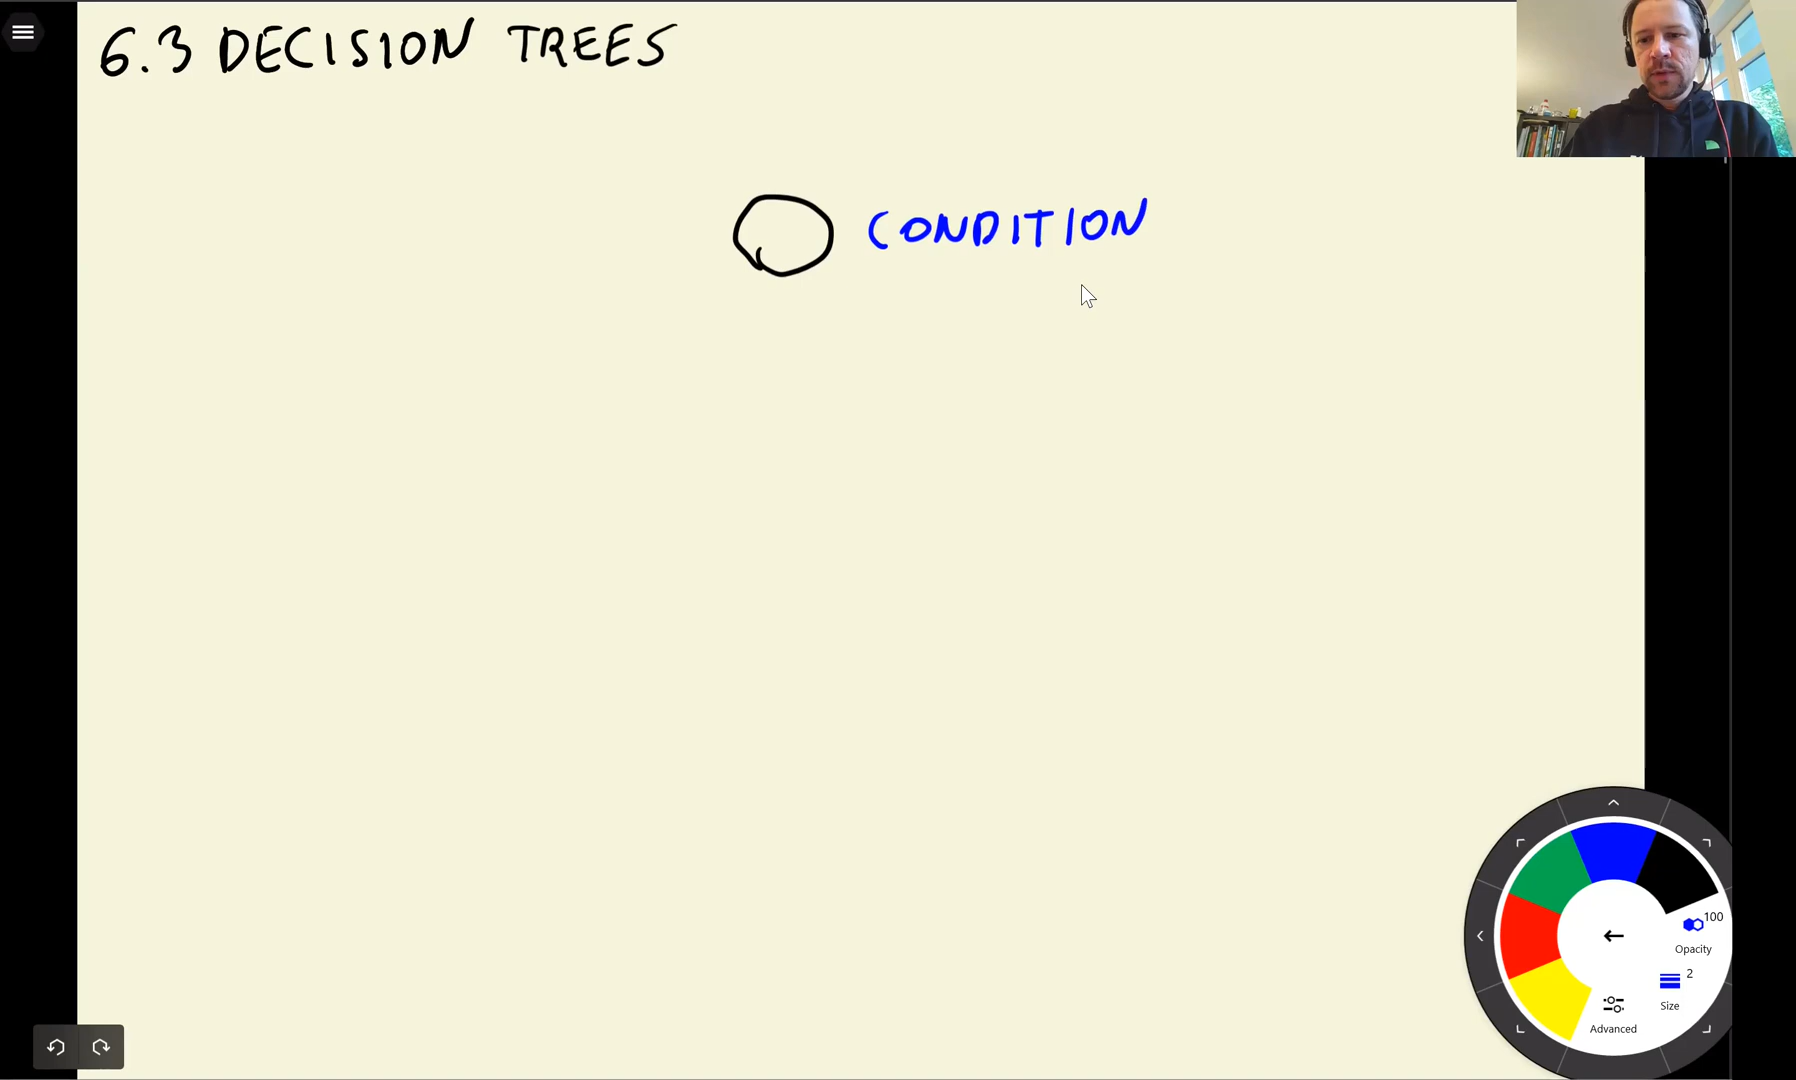 6.3 DECISION TREES
CONDITION
100
Opacity
2
Size
Advanced